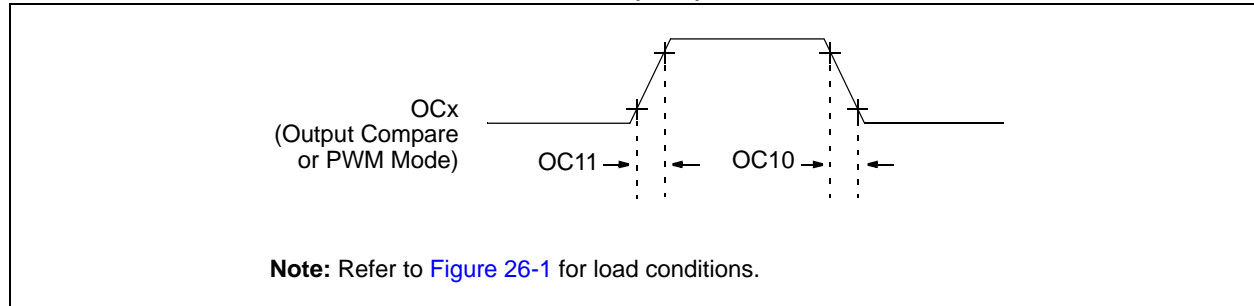 OCx
(Output Compare
or PWM Mode)
OC11
OC10
Note: Refer to Figure 26-1 for load conditions.